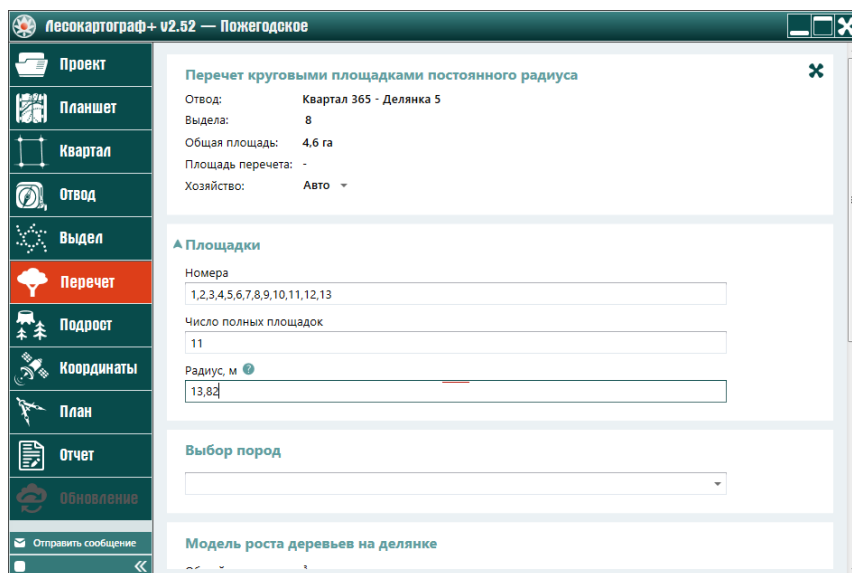 Лесокартограф+ v2.52 — Пожегодское
Проект
Планшет
Квартал
Отвод
Выдел
Перечет
Подрост
Координаты
План
Отчет
Обновление
Отправить сообщение
Перечет круговыми площадками постоянного радиуса
Отвод: Квартал 365 - Делянка 5
Выдела: 8
Общая площадь: 4,6 га
Площадь перечета: -
Хозяйство: Авто
Площадки
Номера
1,2,3,4,5,6,7,8,9,10,11,12,13
Число полных площадок
11
Радиус, м ?
13,82
Выбор пород
Модель роста деревьев на делянке